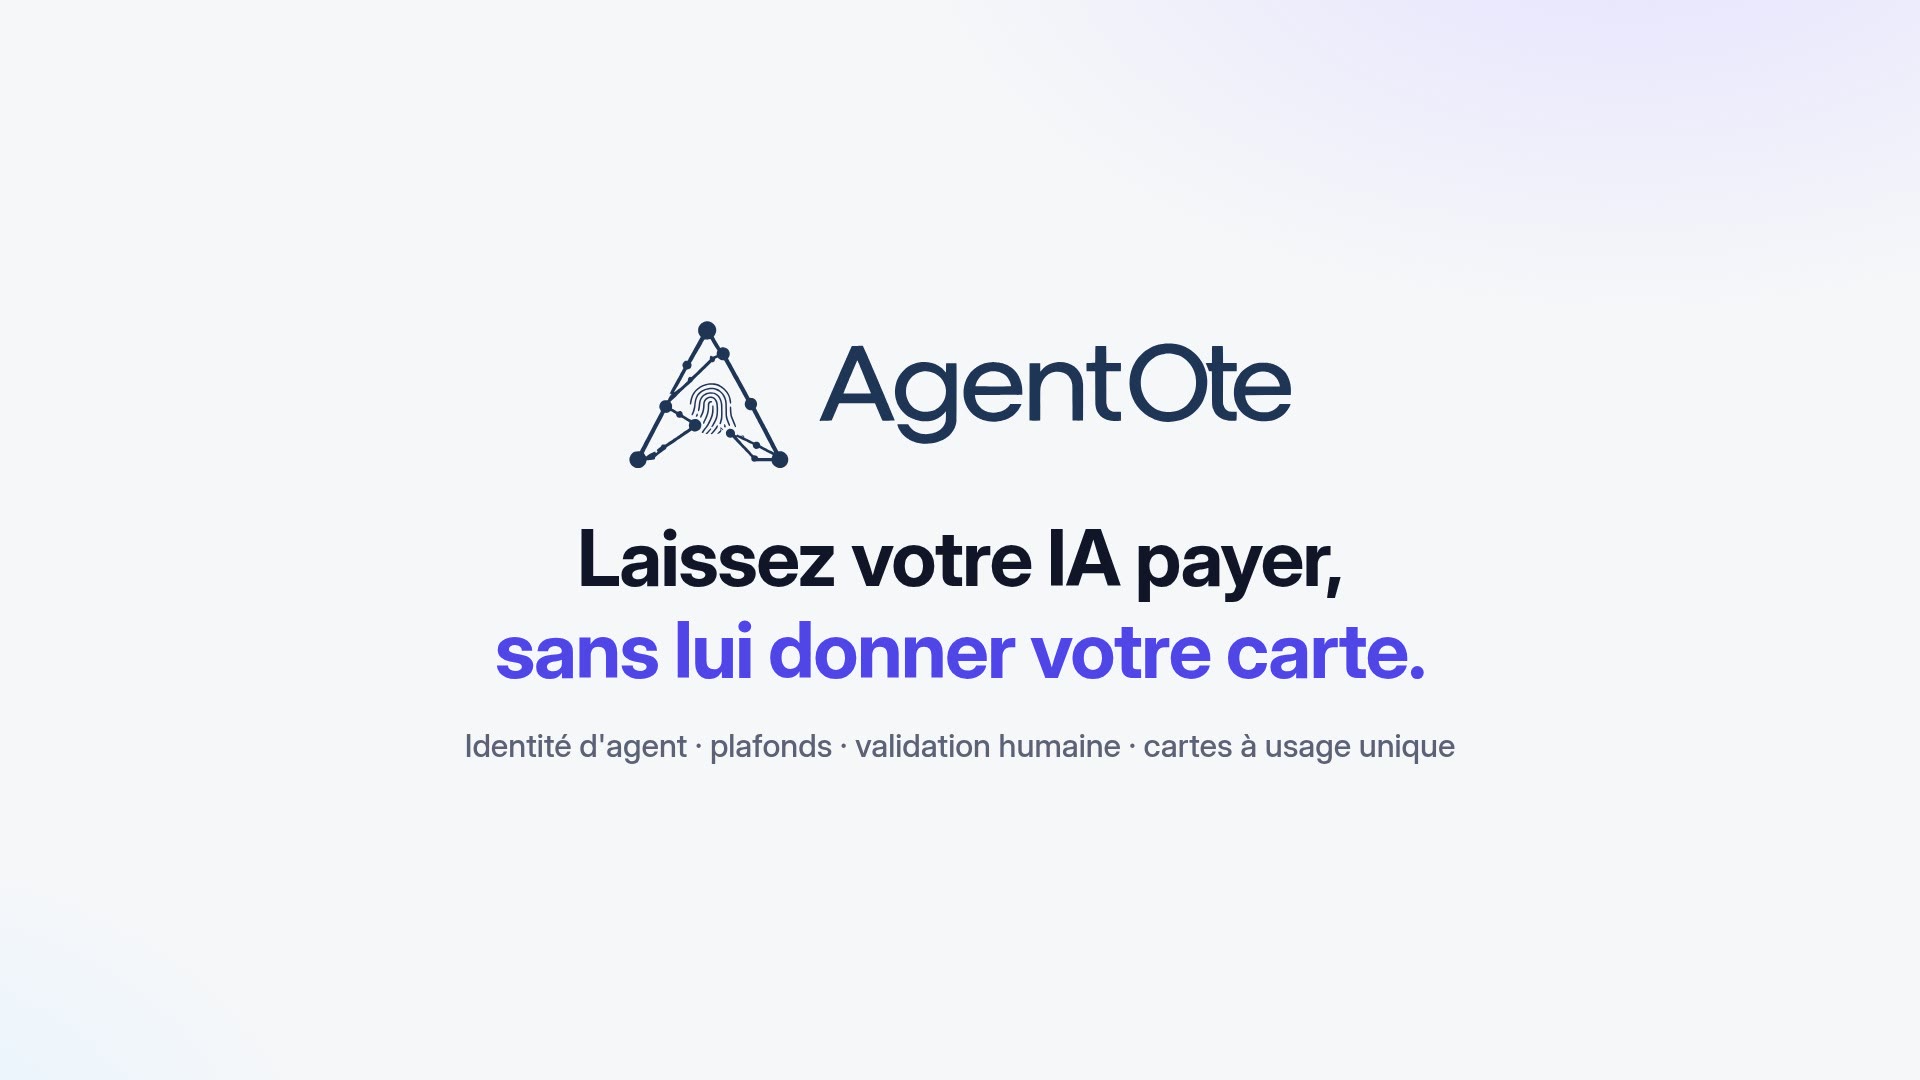 AgentOte
Laissez votre IA payer,
sans lui donner votre carte.
Identité d'agent · plafonds · validation humaine · cartes à usage unique